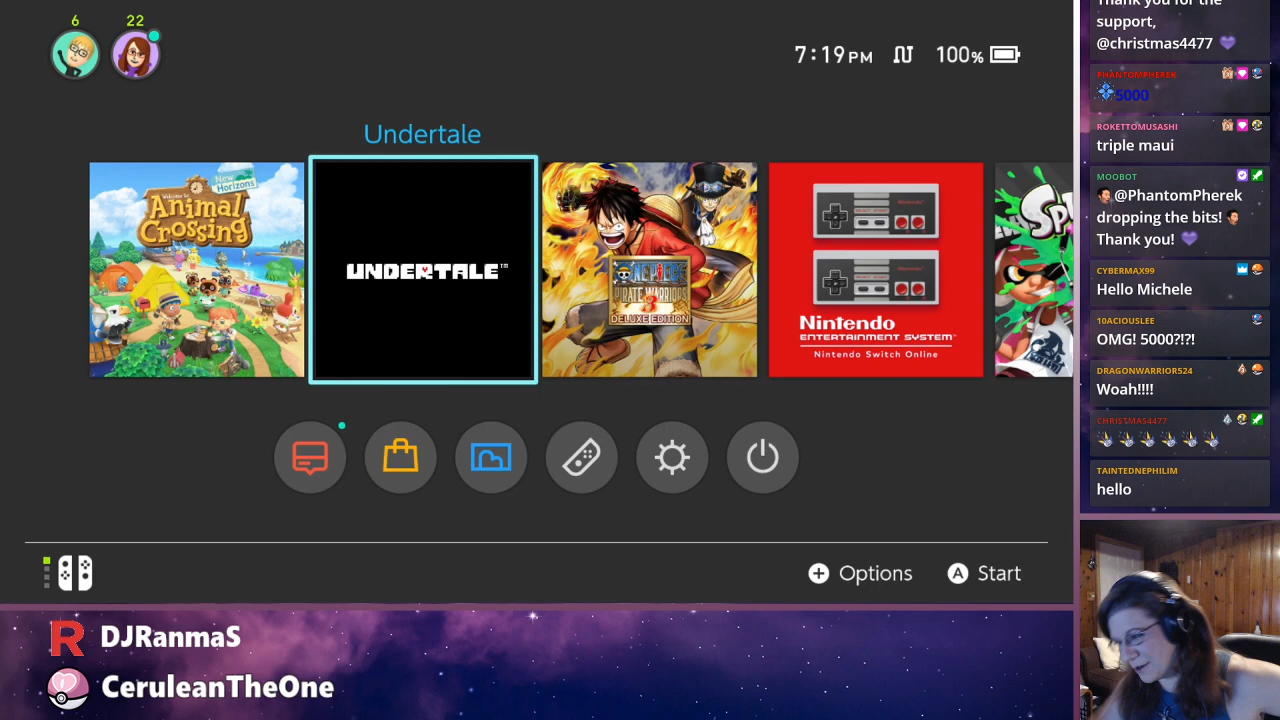 6
22
7:19 PM
100%
Undertale
New Horizons
Animal Crossing
UNDERTALE™
ONE PIECE
PIRATE WARRIORS
3
DELUXE EDITION
Nintendo
ENTERTAINMENT SYSTEM™
Nintendo Switch Online
Options
A Start
R DJRanmaS
CeruleanTheOne
Thank you for the
support,
@christmas4477
PHANTOMPHEREK
5000
ROKETTOMUSASHI
triple maui
MOOBOT
@PhantomPherek
dropping the bits!
Thank you!
CYBERMAX99
Hello Michele
10ACIOUSLEE
OMG! 5000?!?!
DRAGONWARRIOR524
Woah!!!!
CHRISTMAS4477
TAINTEDNEPHILIM
hello